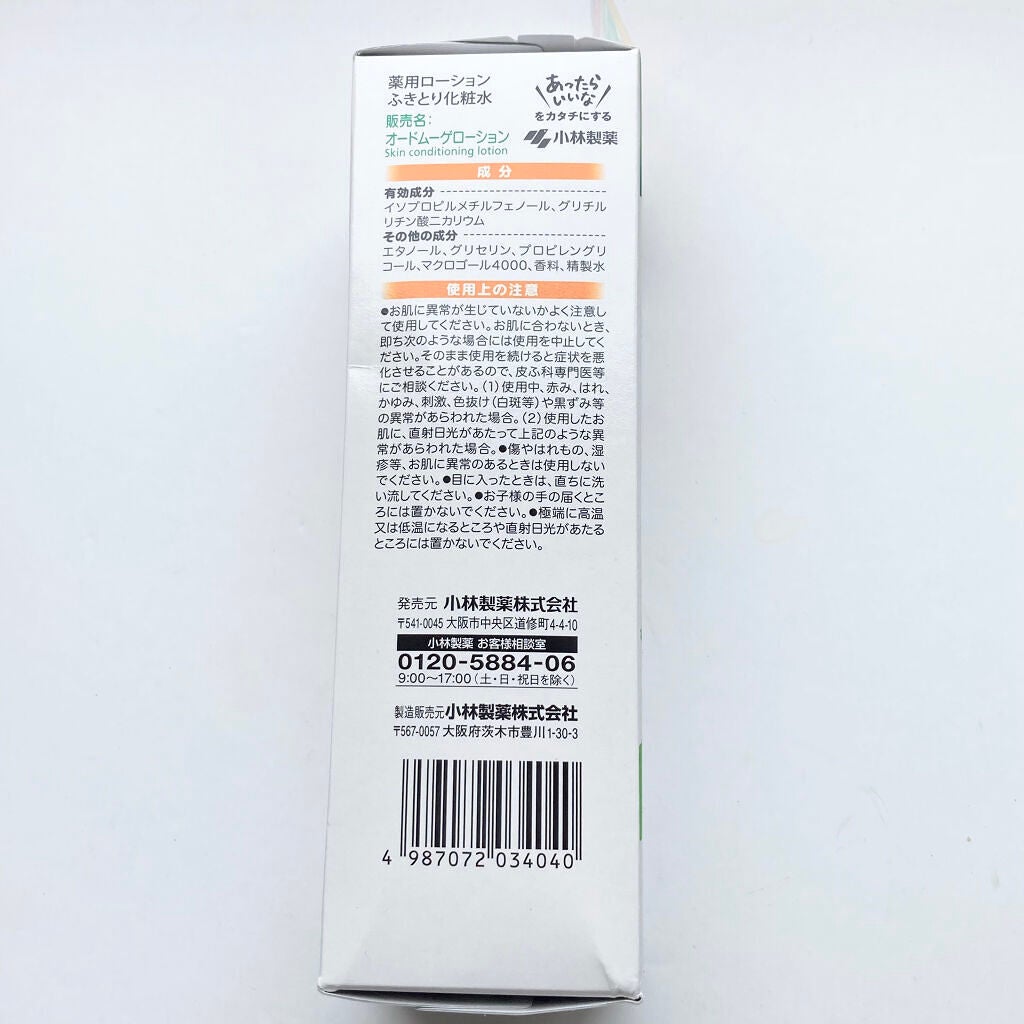 薬用ローション
ふきとり化粧水
あったら
いいな
をカタチにする
小林製薬
販売名:
オードムーゲローション
Skin conditioning lotion
成分
有効成分
イソプロピルメチルフェノール、グリチル
リチン酸二カリウム
その他の成分
エタノール、グリセリン、プロピレングリ
コール、マクロゴール4000、香料、精製水
使用上の注意
●お肌に異常が生じていないかよく注意し
て使用してください。お肌に合わないとき、
即ち次のような場合には使用を中止してく
ださい。そのまま使用を続けると症状を悪
化させることがあるので、皮ふ科専門医等
にご相談ください。(1)使用中、赤み、はれ、
かゆみ、刺激、色抜け(白斑等)や黒ずみ等
の異常があらわれた場合。(2)使用したお
肌に、直射日光があたって上記のような異
常があらわれた場合。●傷やはれもの、湿
疹等、お肌に異常のあるときは使用しない
でください。●目に入ったときは、直ちに洗
い流してください。●お子様の手の届くとこ
ろには置かないでください。●極端に高温
又は低温になるところや直射日光があたる
ところには置かないでください。
発売元 小林製薬株式会社
〒541-0045 大阪市中央区道修町4-4-10
小林製薬 お客様相談室
0120-5884-06
9:00〜17:00(土・日・祝日を除く)
製造販売元 小林製薬株式会社
〒567-0057 大阪府茨木市豊川1-30-3
4 987072 034040